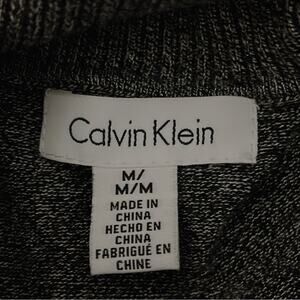 Calvin Klein
M/
M/M
MADE IN
CHINA
HECHO EN
CHINA
FABRIQUÉ EN
CHINE